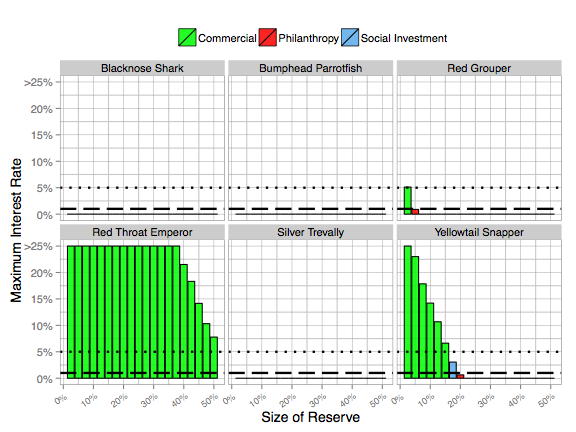 Commercial Philanthropy Social Investment
Blacknose Shark Bumphead Parrotfish Red Grouper
>25%
20%
15%
10%
5%
0%
Red Throat Emperor Silver Trevally Yellowtail Snapper
>25%
20%
15%
10%
5%
0%
0% 10% 20% 30% 40% 50% 0% 10% 20% 30% 40% 50% 0% 10% 20% 30% 40% 50%
Maximum Interest Rate
Size of Reserve